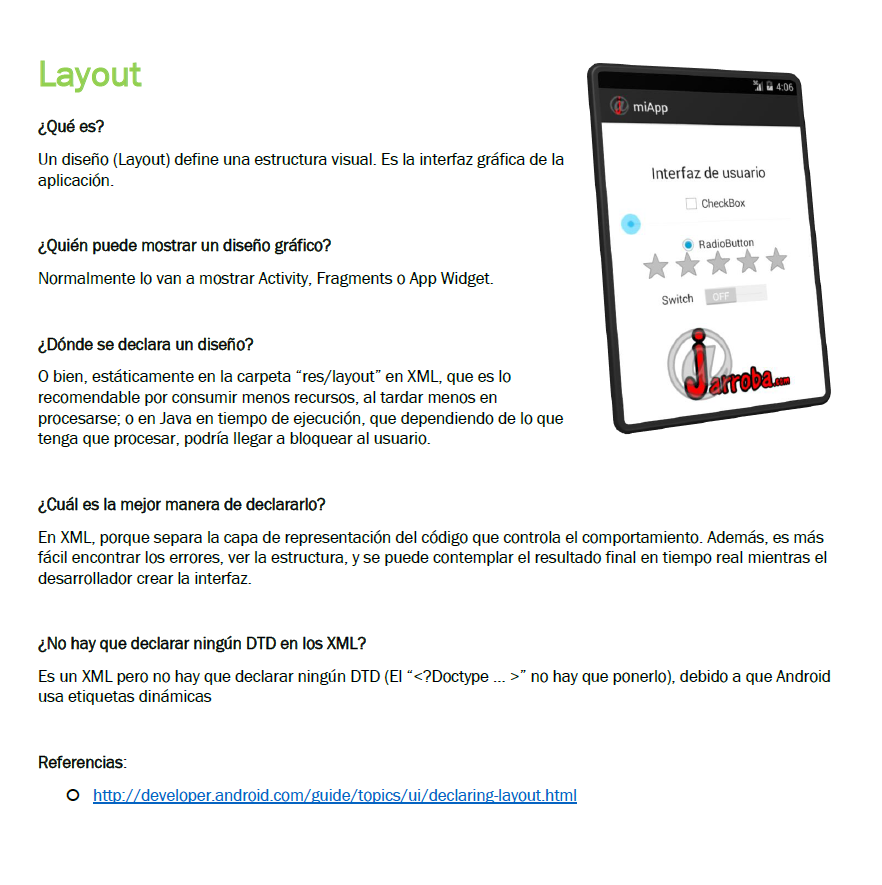 Layout
¿Qué es?
Un diseño (Layout) define una estructura visual. Es la interfaz gráfica de la
aplicación.
¿Quién puede mostrar un diseño gráfico?
Normalmente lo van a mostrar Activity, Fragments o App Widget.
¿Dónde se declara un diseño?
O bien, estáticamente en la carpeta “res/layout” en XML, que es lo
recomendable por consumir menos recursos, al tardar menos en
procesarse; o en Java en tiempo de ejecución, que dependiendo de lo que
tenga que procesar, podría llegar a bloquear al usuario.
4:06
miApp
Interfaz de usuario
CheckBox
RadioButton
Switch OFF
Jarroba.com
¿Cuál es la mejor manera de declararlo?
En XML, porque separa la capa de representación del código que controla el comportamiento. Además, es más
fácil encontrar los errores, ver la estructura, y se puede contemplar el resultado final en tiempo real mientras el
desarrollador crear la interfaz.
¿No hay que declarar ningún DTD en los XML?
Es un XML pero no hay que declarar ningún DTD (El “<?Doctype ... >” no hay que ponerlo), debido a que Android
usa etiquetas dinámicas
Referencias:
http://developer.android.com/guide/topics/ui/declaring-layout.html